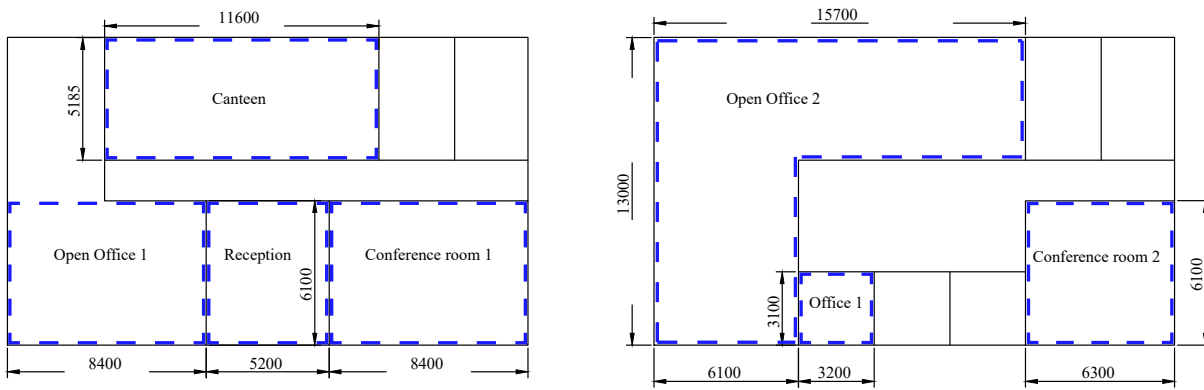 11600
5185
Canteen
Open Office 1
Reception
Conference room 1
6100
8400
5200
8400
15700
Open Office 2
13000
Conference room 2
6100
Office 1
3100
6100
3200
6300